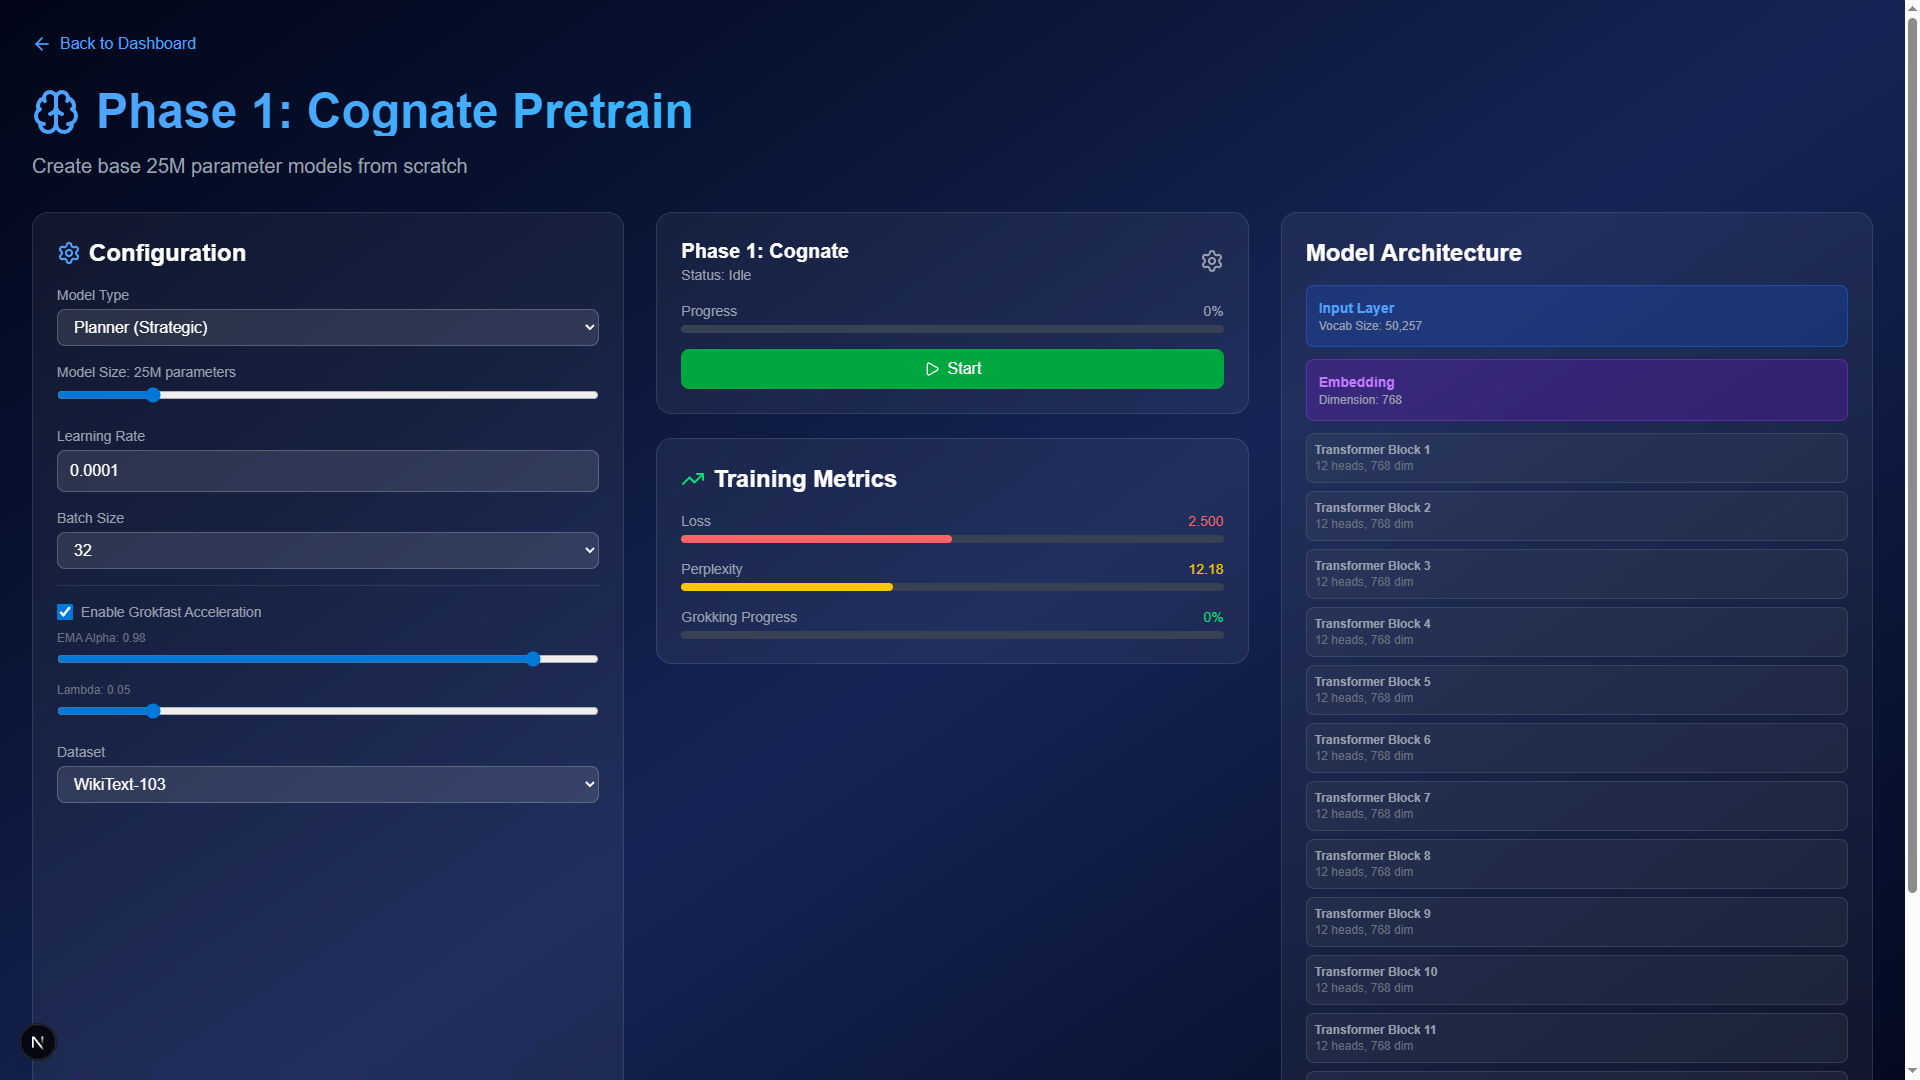 Back to Dashboard
Phase 1: Cognate Pretrain
Create base 25M parameter models from scratch
Configuration
Model Type
Planner (Strategic)
Model Size: 25M parameters
Learning Rate
0.0001
Batch Size
32
Enable Grokfast Acceleration
EMA Alpha: 0.98
Lambda: 0.05
Dataset
WikiText-103
N
Phase 1: Cognate
Status: Idle
Progress 0%
Start
Training Metrics
Loss 2.500
Perplexity 12.18
Grokking Progress 0%
Model Architecture
Input Layer
Vocab Size: 50,257
Embedding
Dimension: 768
Transformer Block 1
12 heads, 768 dim
Transformer Block 2
12 heads, 768 dim
Transformer Block 3
12 heads, 768 dim
Transformer Block 4
12 heads, 768 dim
Transformer Block 5
12 heads, 768 dim
Transformer Block 6
12 heads, 768 dim
Transformer Block 7
12 heads, 768 dim
Transformer Block 8
12 heads, 768 dim
Transformer Block 9
12 heads, 768 dim
Transformer Block 10
12 heads, 768 dim
Transformer Block 11
12 heads, 768 dim